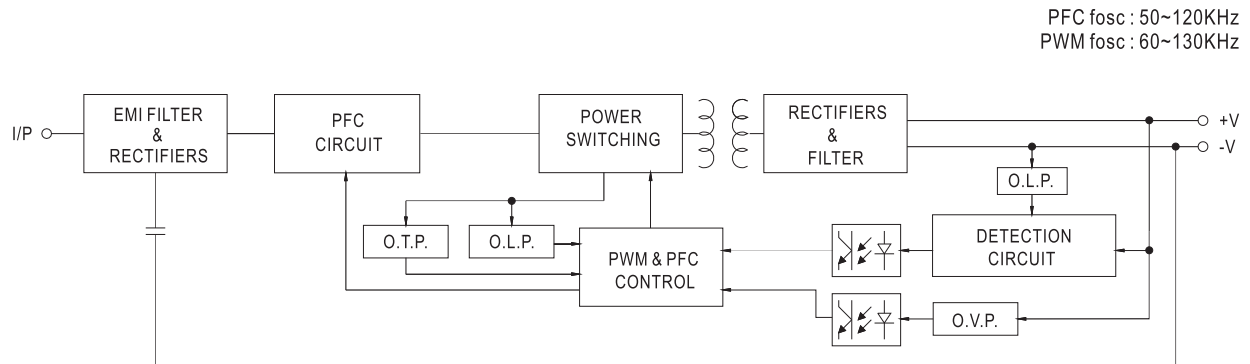 PFC fosc : 50~120KHz
PWM fosc : 60~130KHz
I/P
EMI FILTER
&
RECTIFIERS
PFC
CIRCUIT
POWER
SWITCHING
RECTIFIERS
&
FILTER
+V
-V
O.L.P.
O.T.P.
O.L.P.
PWM & PFC
CONTROL
DETECTION
CIRCUIT
O.V.P.